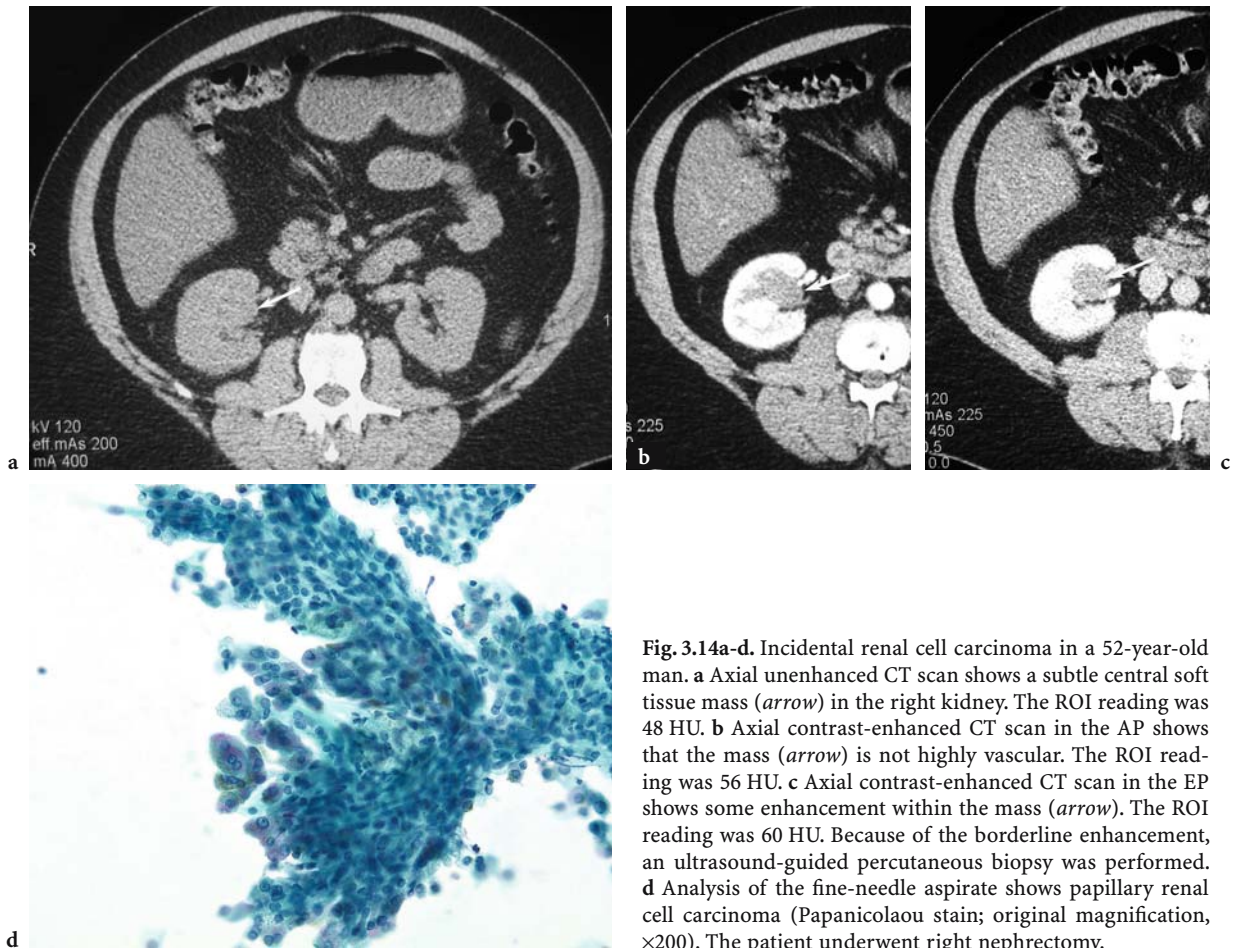 R
1
kV 120
eff mAs 200
mA 400
a
s 225
b
120
mAs 225
450
0.5
0.0
c
d
Fig. 3.14a-d. Incidental renal cell carcinoma in a 52-year-old
man. a Axial unenhanced CT scan shows a subtle central soft
tissue mass (arrow) in the right kidney. The ROI reading was
48 HU. b Axial contrast-enhanced CT scan in the AP shows
that the mass (arrow) is not highly vascular. The ROI read-
ing was 56 HU. c Axial contrast-enhanced CT scan in the EP
shows some enhancement within the mass (arrow). The ROI
reading was 60 HU. Because of the borderline enhancement,
an ultrasound-guided percutaneous biopsy was performed.
d Analysis of the fine-needle aspirate shows papillary renal
cell carcinoma (Papanicolaou stain; original magnification,
×200). The patient underwent right nephrectomy.